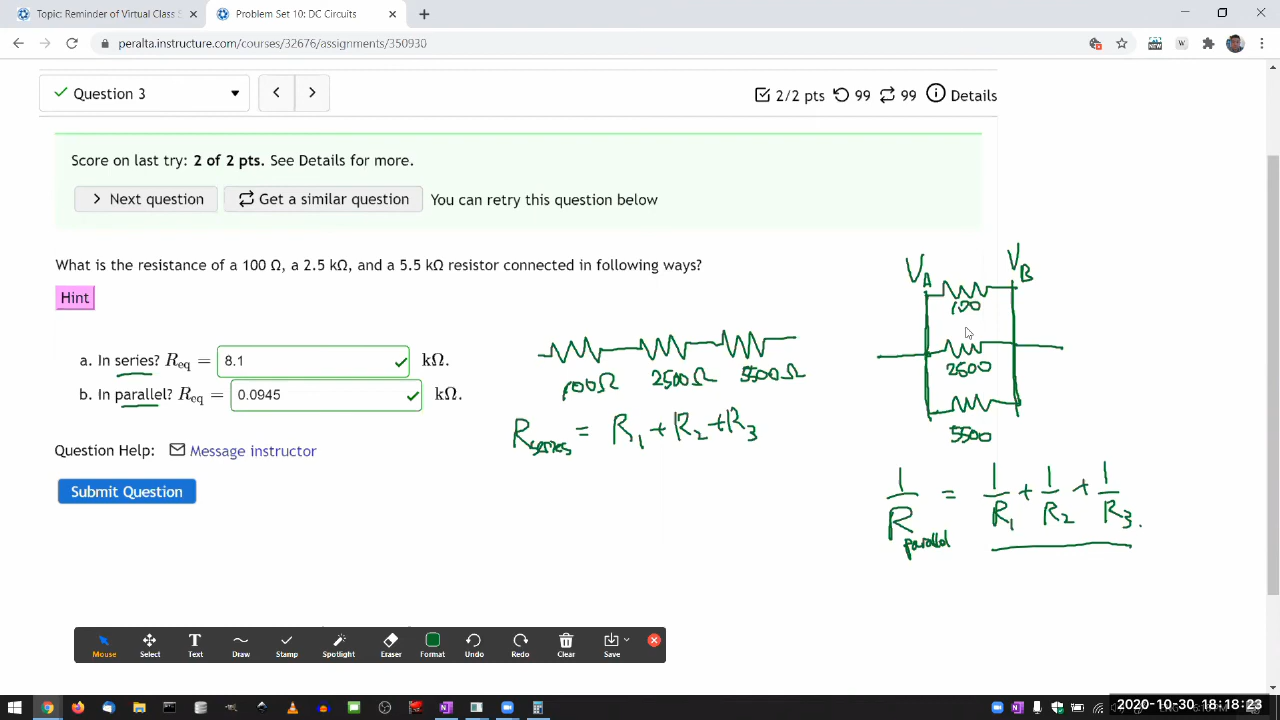 Topic: Reminder of Virtual Class S
Problem Set 10: DC Circuits
peralta.instructure.com/courses/32676/assignments/350930
NEW
W
Question 3
2/2 pts 99 99 Details
Score on last try: 2 of 2 pts. See Details for more.
Next question
Get a similar question
You can retry this question below
What is the resistance of a 100 Ω, a 2.5 kΩ, and a 5.5 kΩ resistor connected in following ways?
Hint
a. In series? Req = 8.1 kΩ.
b. In parallel? Req = 0.0945 kΩ.
Question Help: Message instructor
Submit Question
100Ω 2500Ω 5500Ω
Rseries = R1 + R2 + R3
VA VB
100
2500
5500
1/Rparallel = 1/R1 + 1/R2 + 1/R3.
Mouse Select Text Draw Stamp Spotlight Eraser Format Undo Redo Clear Save
2020-10-30 18:18:23